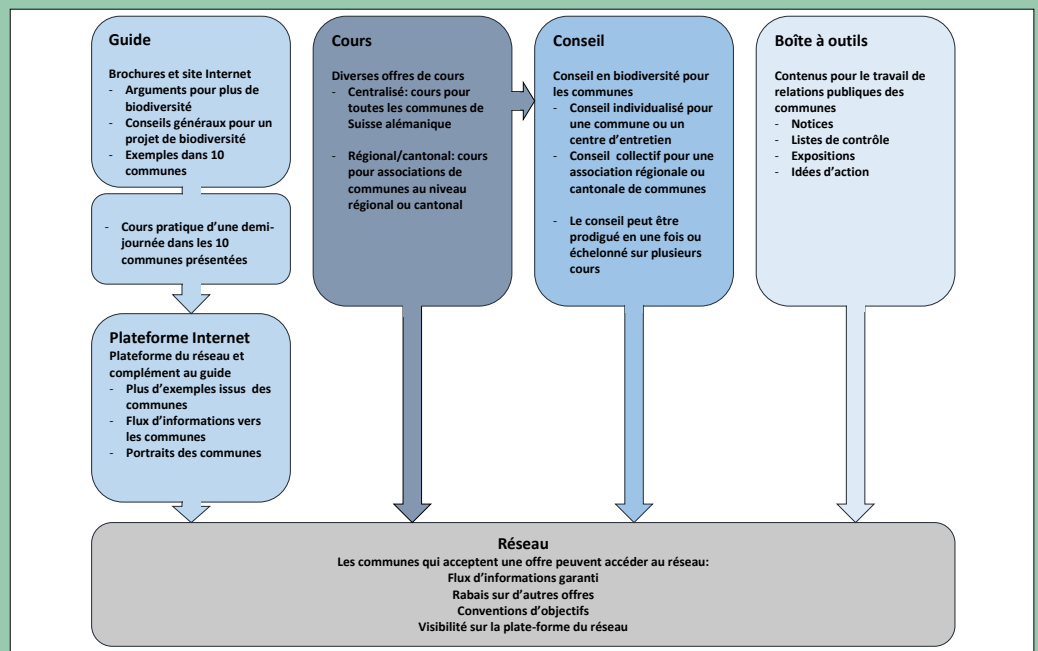 Guide
Brochures et site Internet
- Arguments pour plus de
biodiversité
- Conseils généraux pour un
projet de biodiversité
- Exemples dans 10
communes
- Cours pratique d'une demi-
journée dans les 10
communes présentées
Plateforme Internet
Plateforme du réseau et
complément au guide
- Plus d'exemples issus des
communes
- Flux d'informations vers
les communes
- Portraits des communes
Cours
Diverses offres de cours
- Centralisé: cours pour
toutes les communes de
Suisse alémanique
- Régional/cantonal: cours
pour associations de
communes au niveau
régional ou cantonal
Conseil
Conseil en biodiversité pour
les communes
- Conseil individualisé pour
une commune ou un
centre d'entretien
- Conseil collectif pour une
association régionale ou
cantonale de communes
- Le conseil peut être
prodigué en une fois ou
échelonné sur plusieurs
cours
Boîte à outils
Contenus pour le travail de
relations publiques des
communes
- Notices
- Listes de contrôle
- Expositions
- Idées d'action
Réseau
Les communes qui acceptent une offre peuvent accéder au réseau:
Flux d'informations garanti
Rabais sur d'autres offres
Conventions d'objectifs
Visibilité sur la plate-forme du réseau